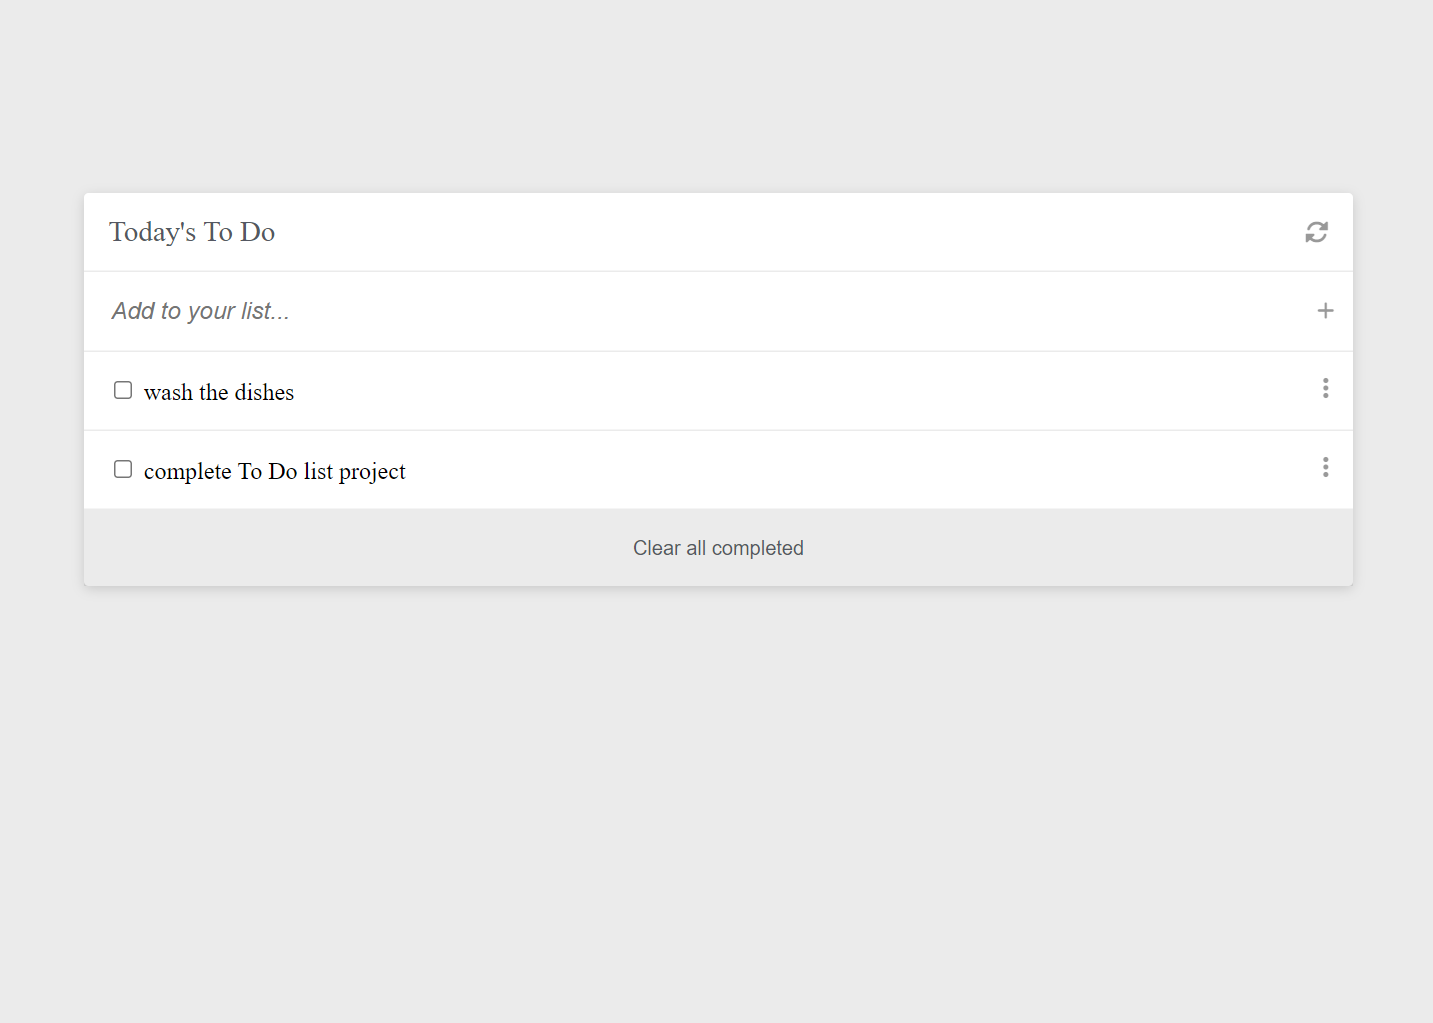 Today's To Do
Add to your list...
wash the dishes
complete To Do list project
Clear all completed